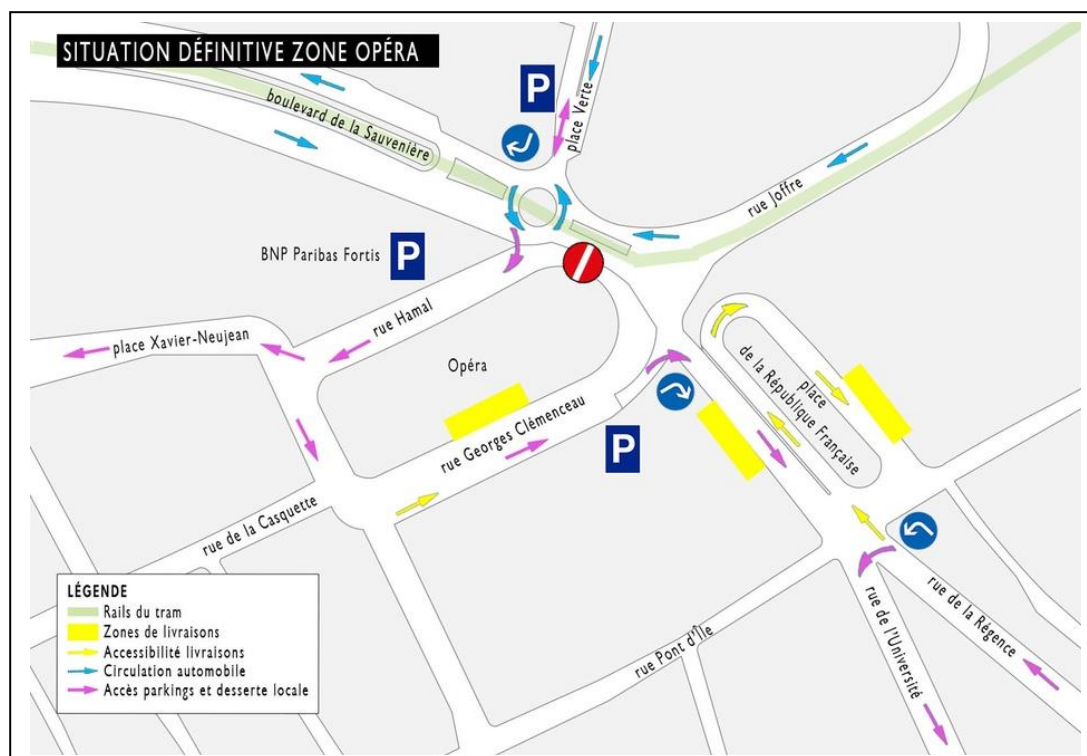 SITUATION DÉFINITIVE ZONE OPÉRA
P
place Verte
boulevard de la Sauvenière
rue Joffre
BNP Paribas Fortis
P
rue Hamal
place Xavier-Neujean
Opéra
place
de la République Française
rue Georges Clèmenceau
P
rue de la Casquette
rue Pont d'Île
rue de l'Université
rue de la Régence
LÉGENDE
Rails du tram
Zones de livraisons
Accessibilité livraisons
Circulation automobile
Accès parkings et desserte locale